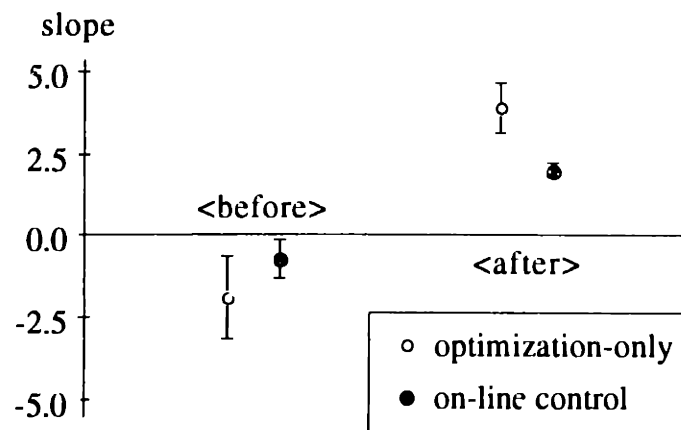 slope
5.0
2.5
<before>
0.0
<after>
-2.5
optimization-only
on-line control
-5.0